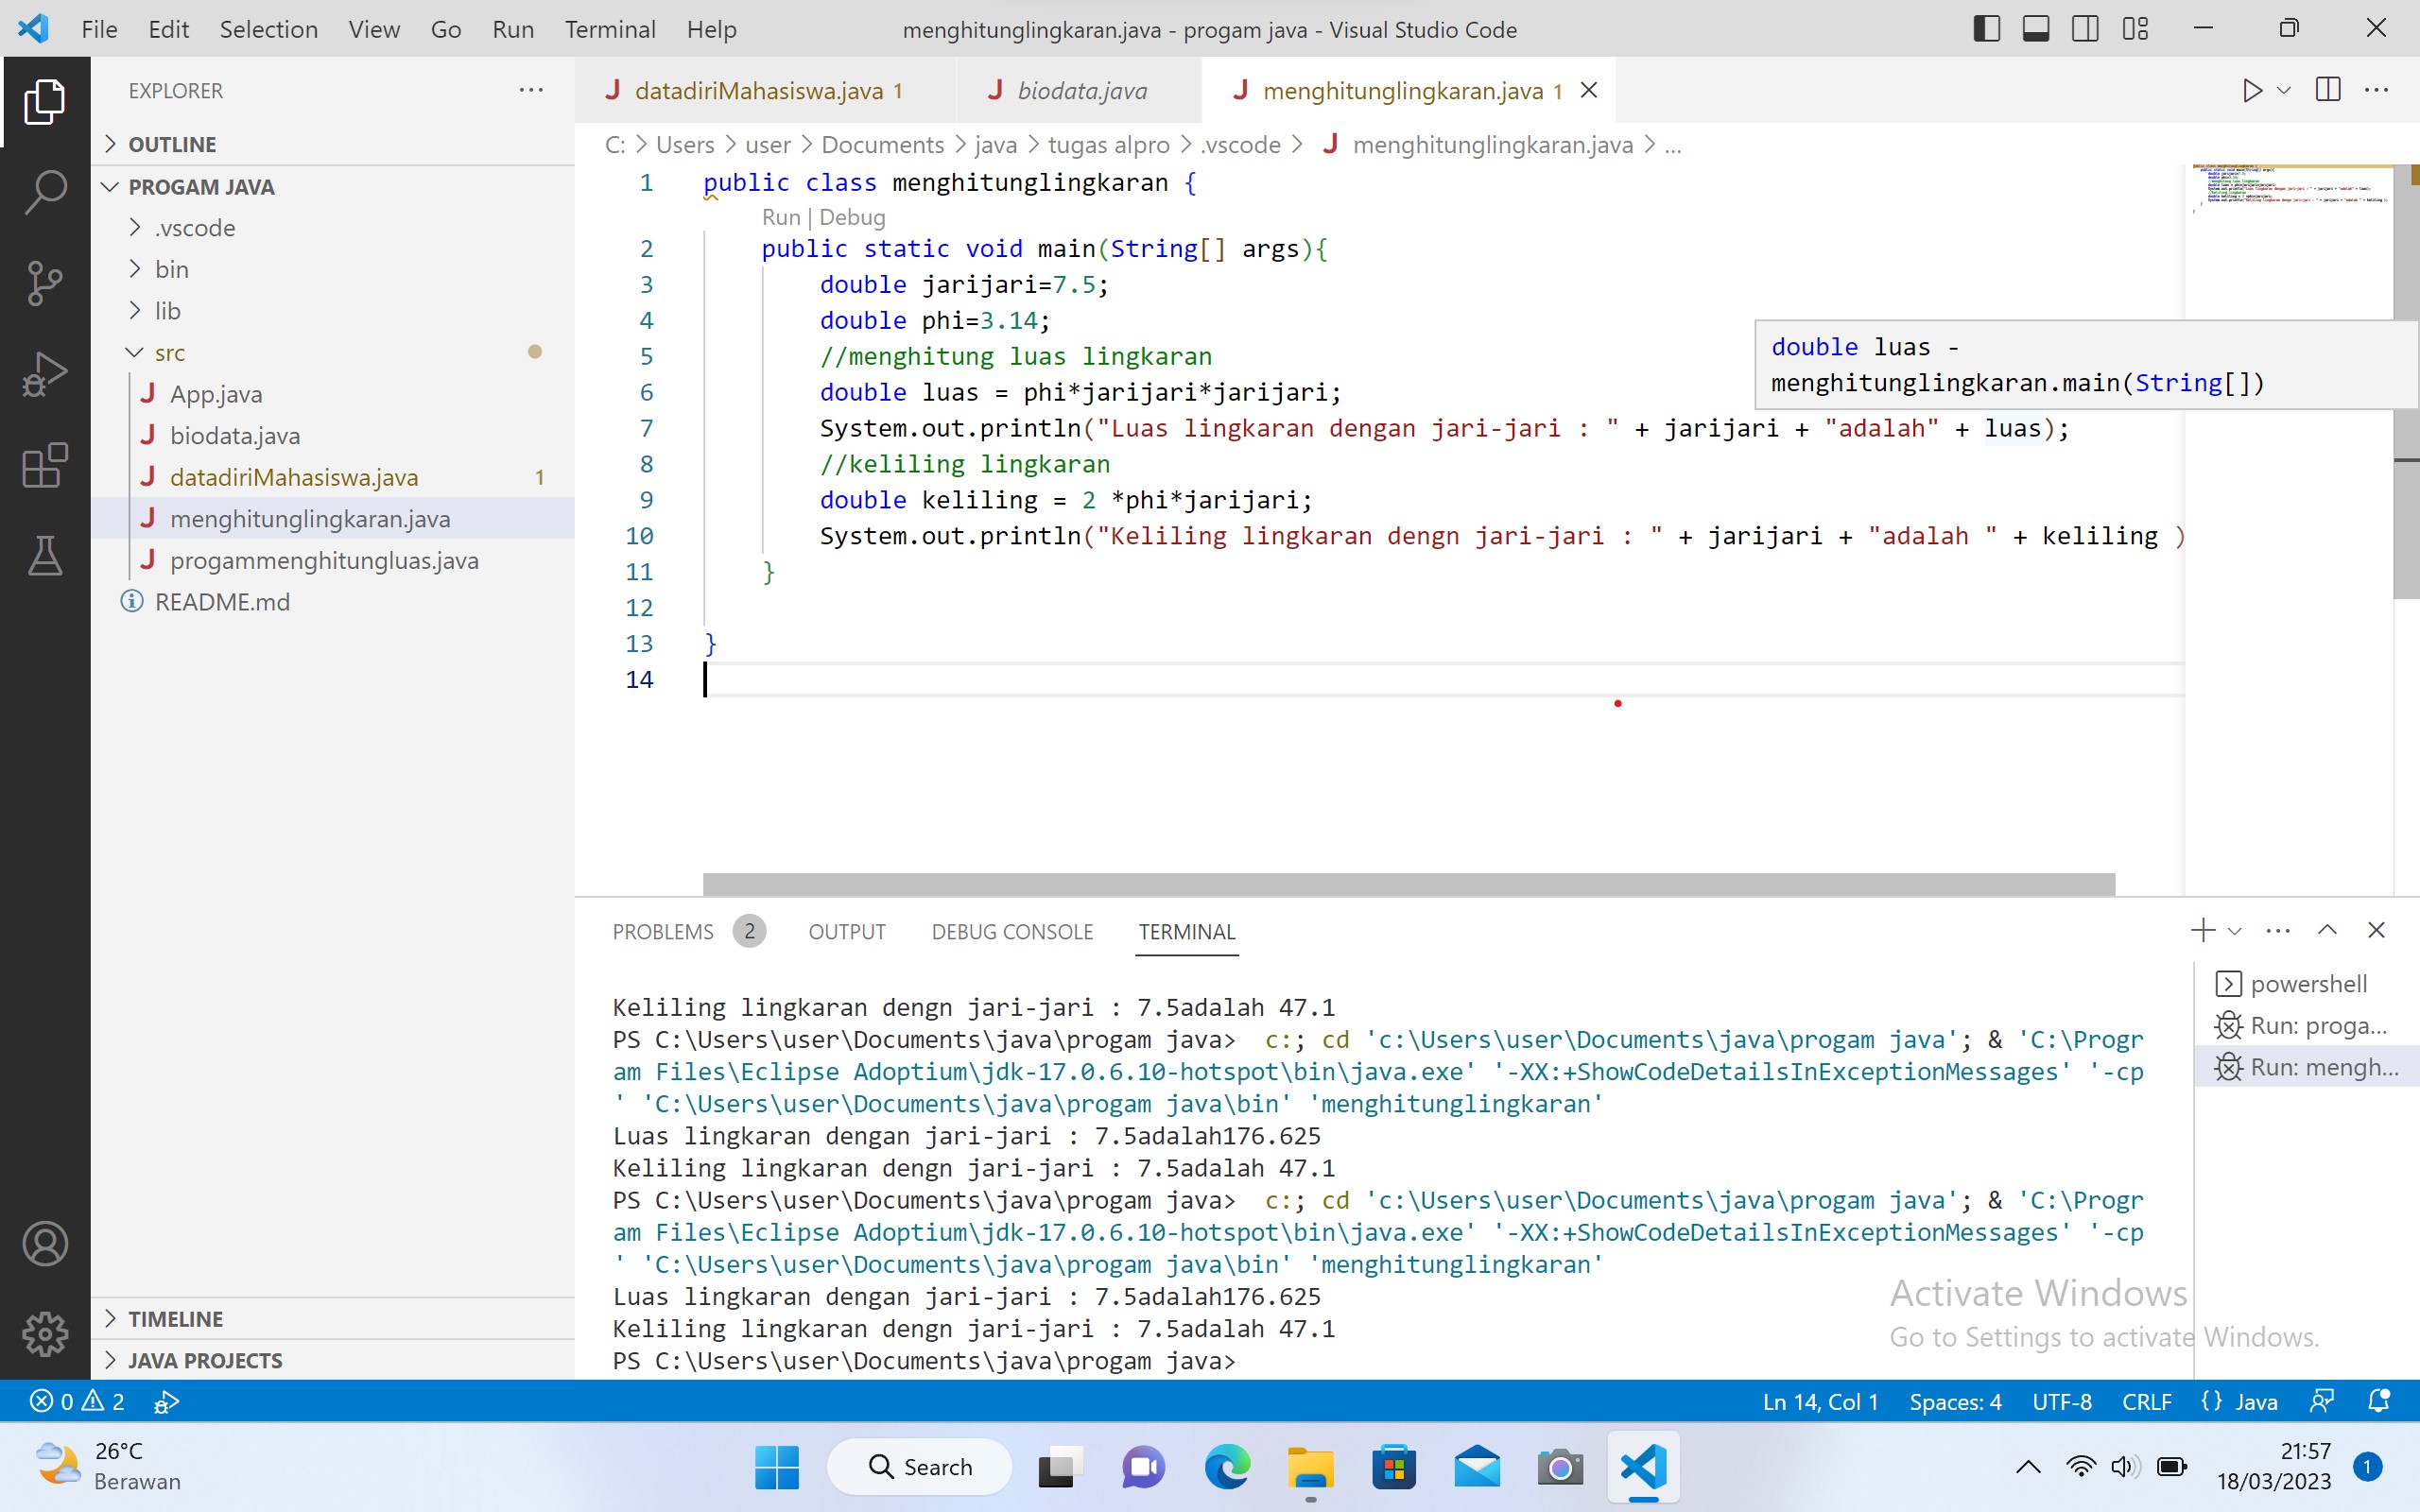 File Edit Selection View Go Run Terminal Help
menghitunglingkaran.java - progam java - Visual Studio Code
EXPLORER
OUTLINE
PROGAM JAVA
.vscode
bin
lib
src
App.java
biodata.java
datadiriMahasiswa.java 1
menghitunglingkaran.java
progammenghitungluas.java
README.md
TIMELINE
JAVA PROJECTS
datadiriMahasiswa.java 1
biodata.java
menghitunglingkaran.java 1
C: > Users > user > Documents > java > tugas alpro > .vscode > menghitunglingkaran.java > ...
1 public class menghitunglingkaran {
Run | Debug
2 public static void main(String[] args){
3 double jarijari=7.5;
4 double phi=3.14;
5 //menghitung luas lingkaran
6 double luas = phi*jarijari*jarijari;
7 System.out.println("Luas lingkaran dengan jari-jari : " + jarijari + "adalah" + luas);
8 //keliling lingkaran
9 double keliling = 2 *phi*jarijari;
10 System.out.println("Keliling lingkaran dengn jari-jari : " + jarijari + "adalah " + keliling )
11 }
12
13 }
14
double luas -
menghitunglingkaran.main(String[])
PROBLEMS 2 OUTPUT DEBUG CONSOLE TERMINAL
Keliling lingkaran dengn jari-jari : 7.5adalah 47.1
PS C:\Users\user\Documents\java\progam java>  c:; cd 'c:\Users\user\Documents\java\progam java'; & 'C:\Progr
am Files\Eclipse Adoptium\jdk-17.0.6.10-hotspot\bin\java.exe' '-XX:+ShowCodeDetailsInExceptionMessages' '-cp
' 'C:\Users\user\Documents\java\progam java\bin' 'menghitunglingkaran'
Luas lingkaran dengan jari-jari : 7.5adalah176.625
Keliling lingkaran dengn jari-jari : 7.5adalah 47.1
PS C:\Users\user\Documents\java\progam java>  c:; cd 'c:\Users\user\Documents\java\progam java'; & 'C:\Progr
am Files\Eclipse Adoptium\jdk-17.0.6.10-hotspot\bin\java.exe' '-XX:+ShowCodeDetailsInExceptionMessages' '-cp
' 'C:\Users\user\Documents\java\progam java\bin' 'menghitunglingkaran'
Luas lingkaran dengan jari-jari : 7.5adalah176.625
Keliling lingkaran dengn jari-jari : 7.5adalah 47.1
PS C:\Users\user\Documents\java\progam java>
powershell
Run: proga...
Run: mengh...
Activate Windows
Go to Settings to activate Windows.
0 2
Ln 14, Col 1 Spaces: 4 UTF-8 CRLF {} Java
26°C
Berawan
Search
21:57
18/03/2023
1